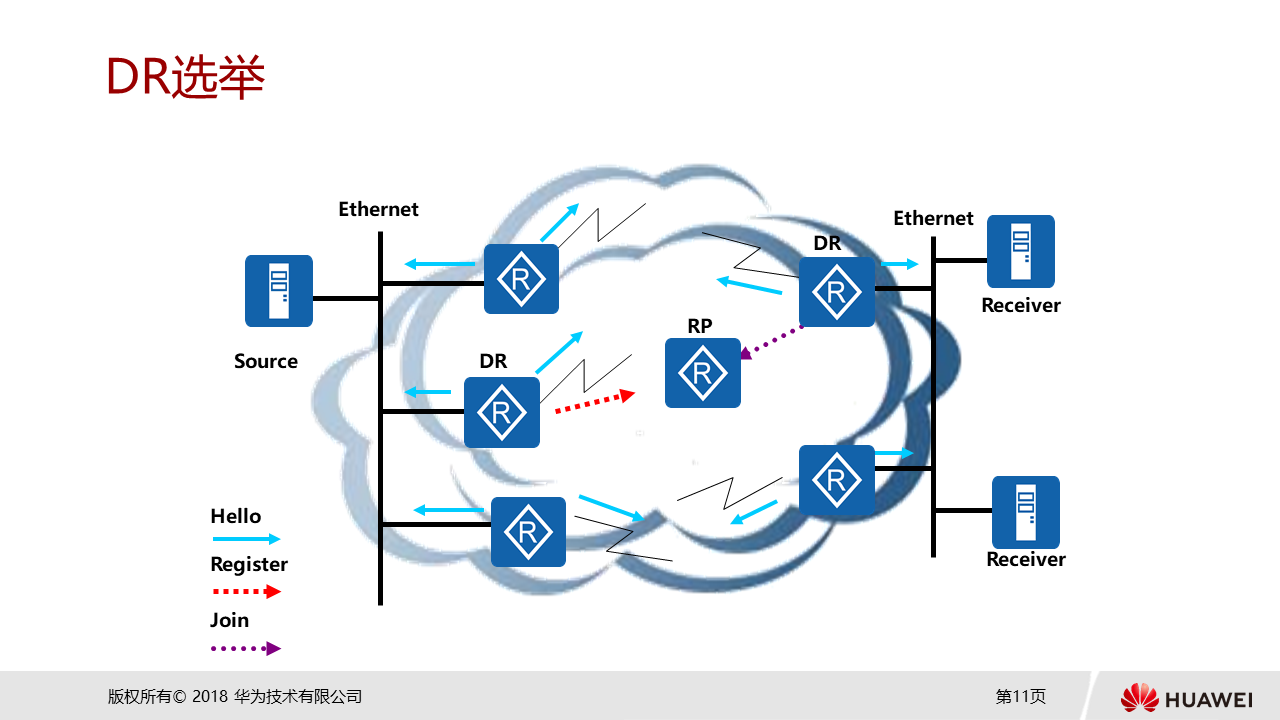 DR选举
Ethernet
Ethernet
DR
R
R
Receiver
Source
RP
R
DR
R
R
R
Receiver
Hello
Register
Join
版权所有© 2018 华为技术有限公司
第11页
HUAWEI